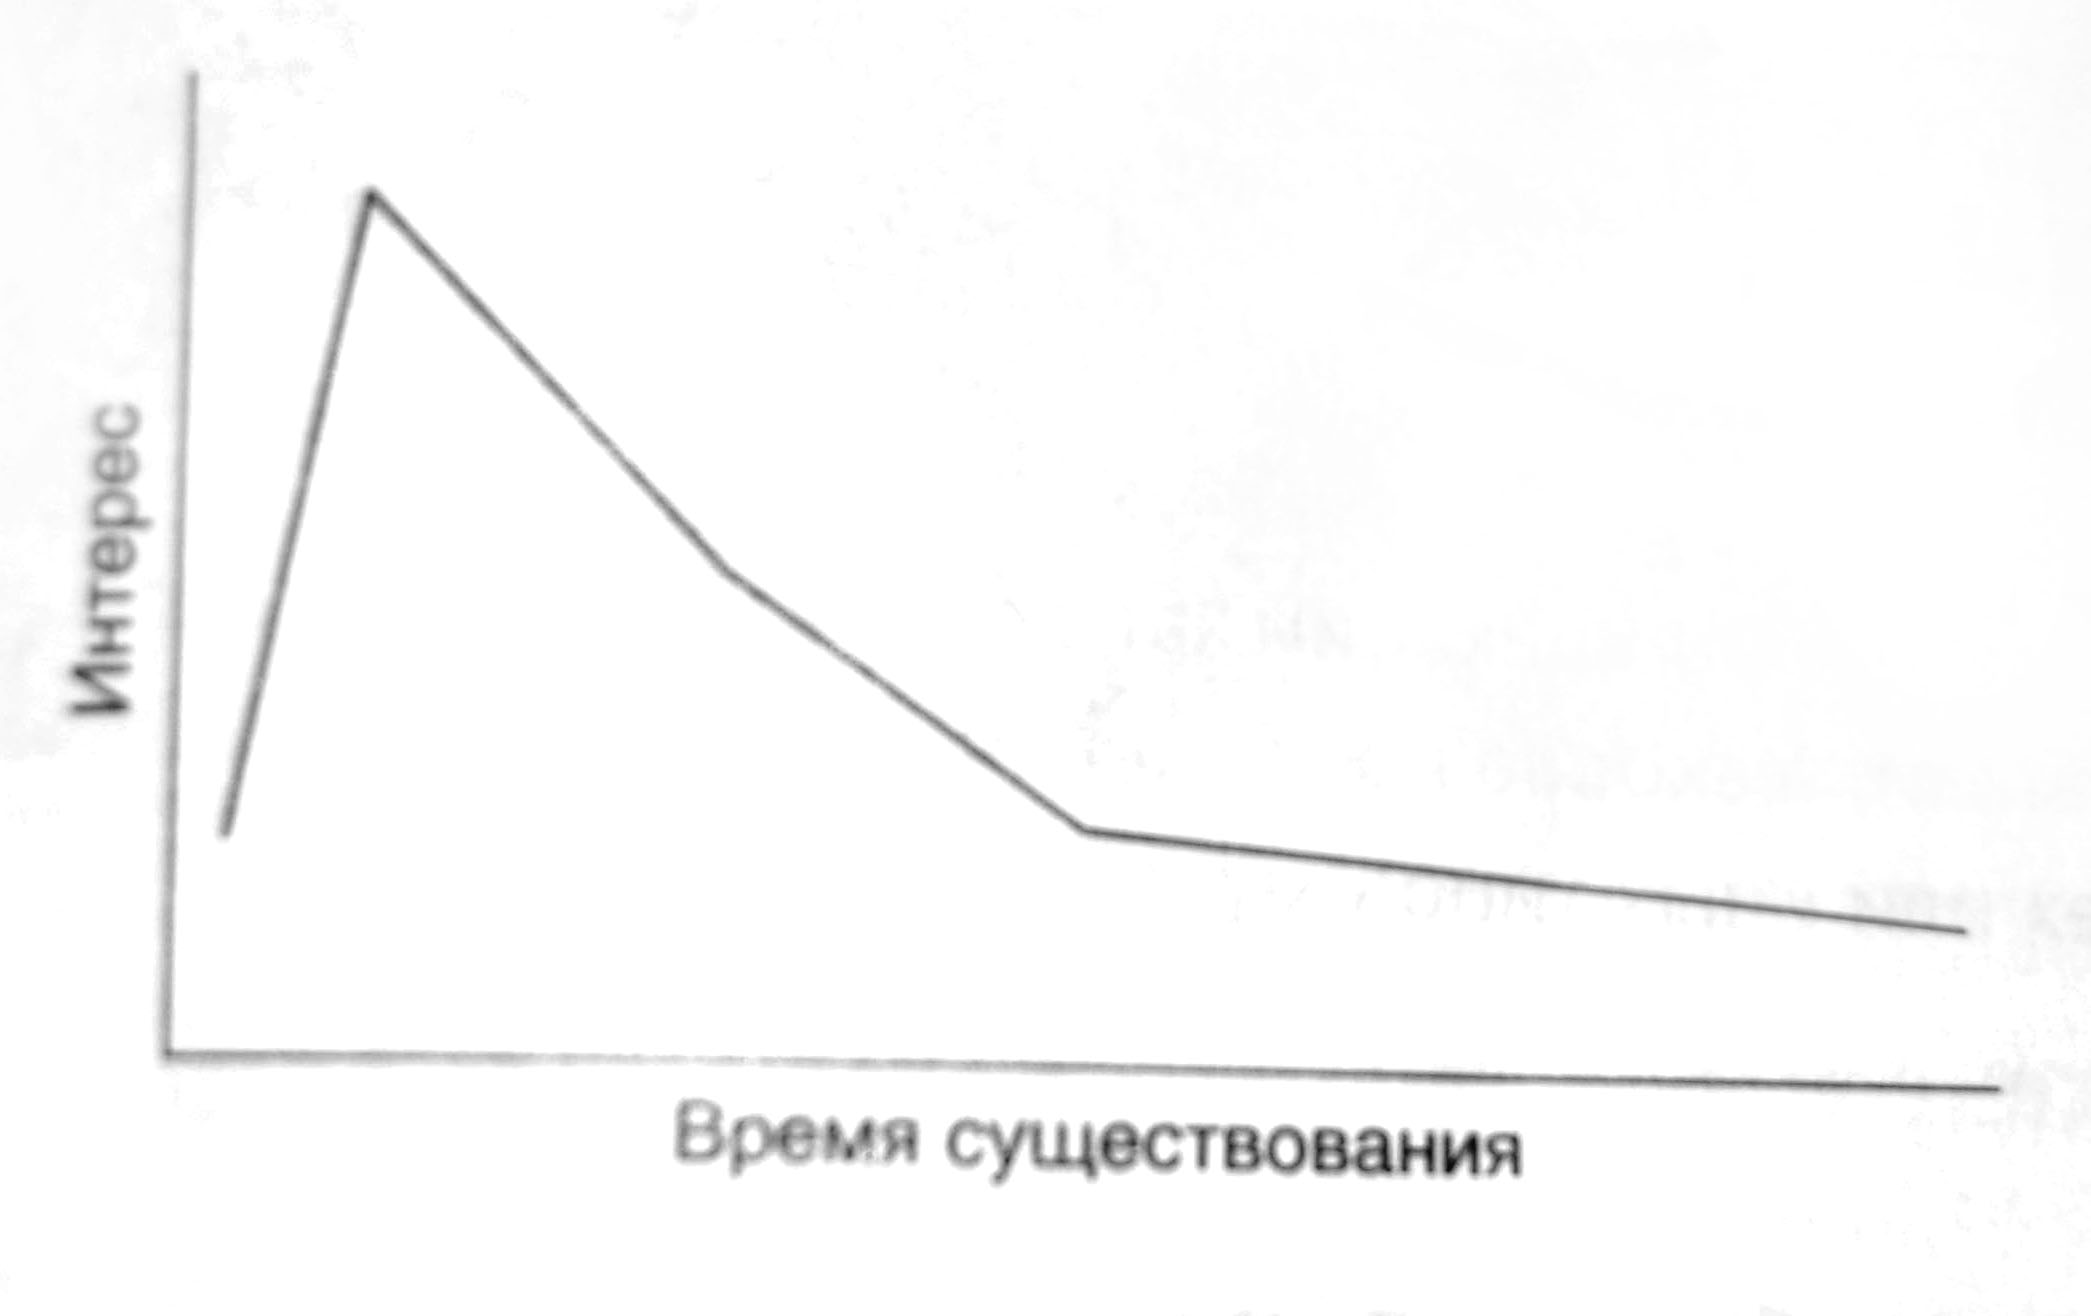 Интерес
Время существования